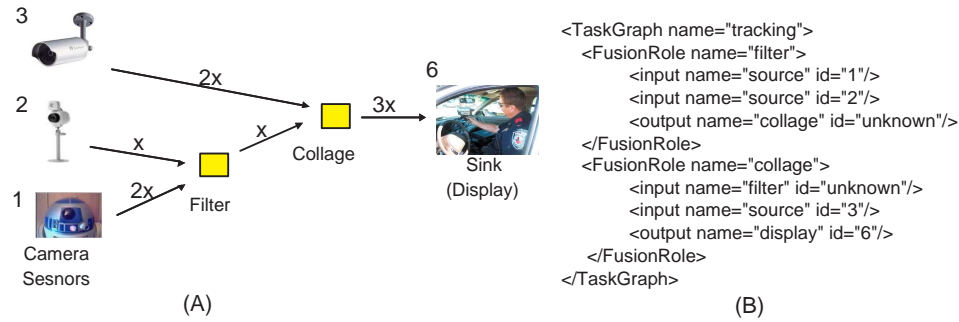 3
2x
6
3x
2
x
x
Collage
Sink
(Display)
1
2x
Filter
Camera
Sesnors
(A)
<TaskGraph name="tracking">
<FusionRole name="filter">
<input name="source" id="1"/>
<input name="source" id="2"/>
<output name="collage" id="unknown"/>
</FusionRole>
<FusionRole name="collage">
<input name="filter" id="unknown"/>
<input name="source" id="3"/>
<output name="display" id="6"/>
</FusionRole>
</TaskGraph>
(B)